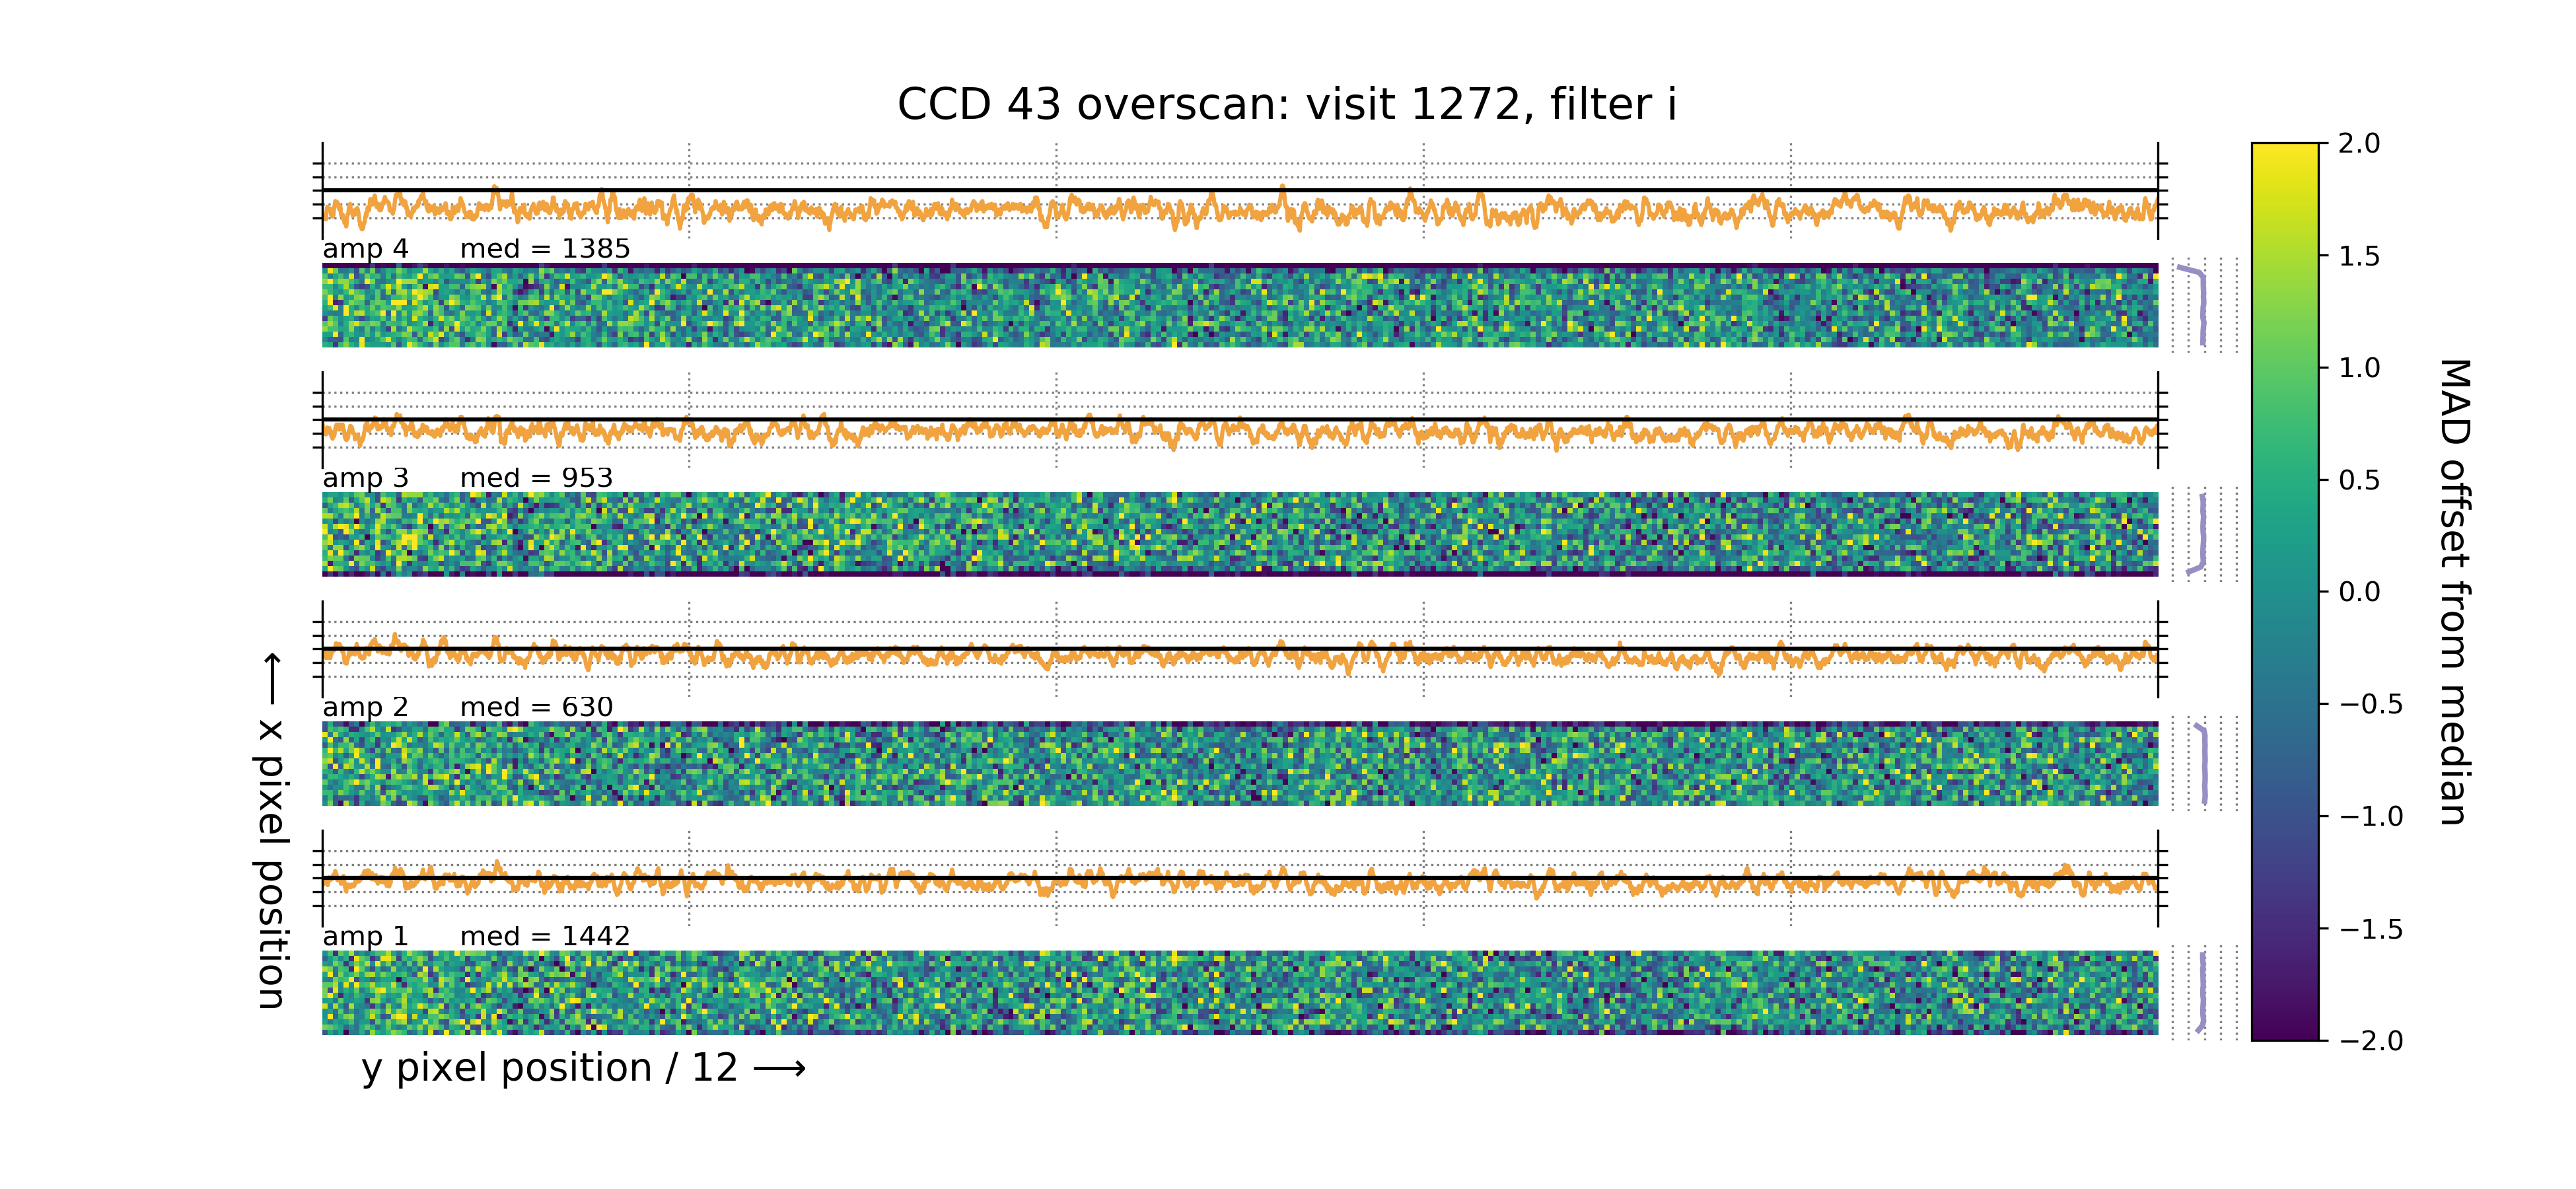 CCD 43 overscan: visit 1272, filter i
amp 4 med = 1385
amp 3 med = 953
amp 2 med = 630
amp 1 med = 1442
x pixel position ⟶
y pixel position / 12 ⟶
2.0
1.5
1.0
0.5
0.0
−0.5
−1.0
−1.5
−2.0
MAD offset from median